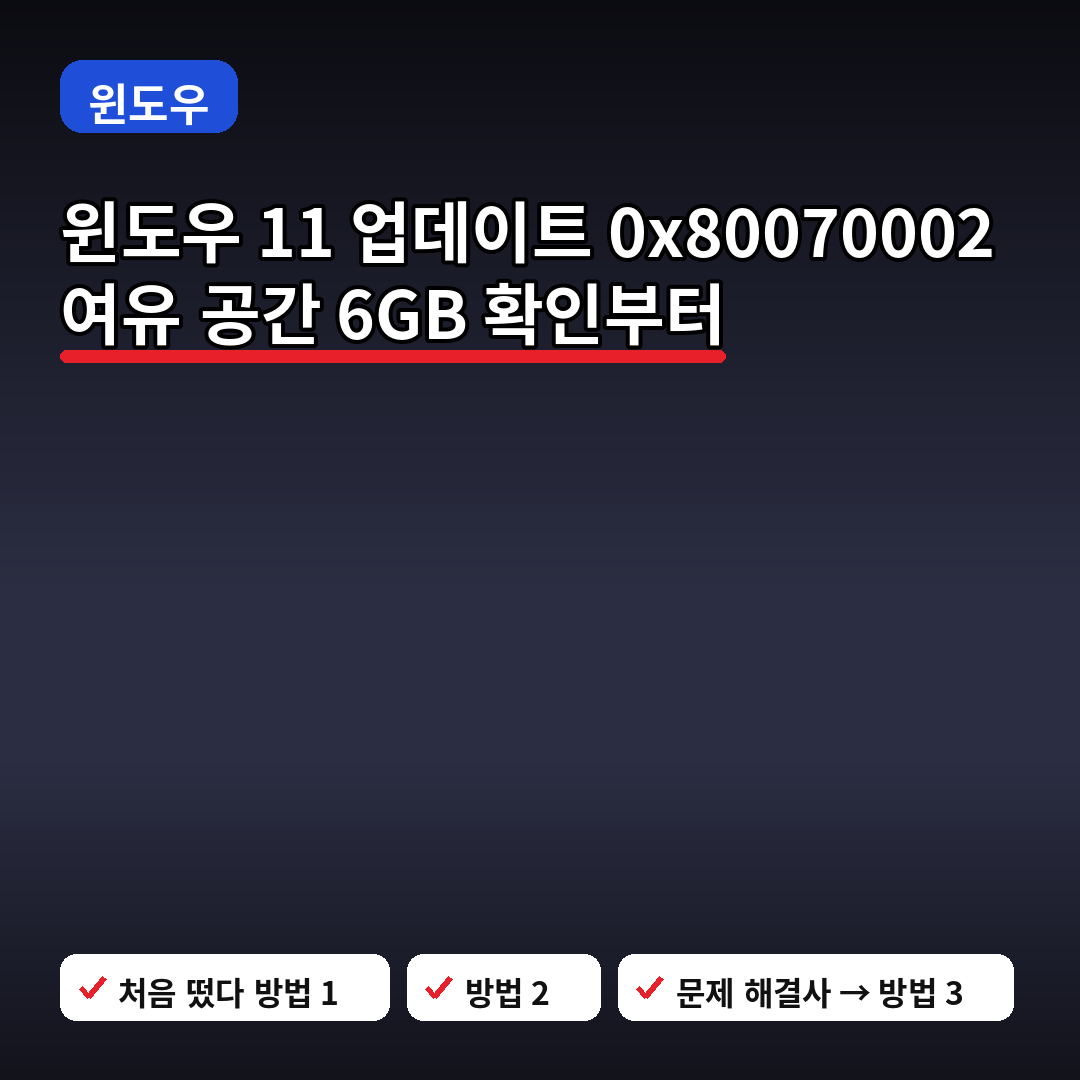 윈도우
윈도우 11 업데이트 0x80070002
여유 공간 6GB 확인부터
처음 떴다 방법 1
방법 2
문제 해결사 → 방법 3